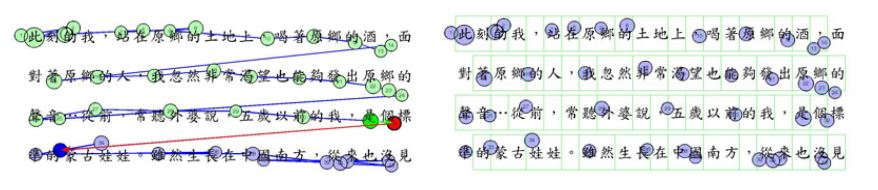 此刻的我，站在原鄉的土地上，喝著原鄉的酒，面
對著原鄉的人，我忽然非常渴望也能夠發出原鄉的
聲音…從前，常聽外婆說，五歲以前的我，是個標
準的蒙古娃娃。雖然生長在中國南方，從來也沒見
此刻的我，站在原鄉的土地上，喝著原鄉的酒，面
對著原鄉的人，我忽然非常渴望也能夠發出原鄉的
聲音…從前，常聽外婆說，五歲以前的我，是個標
準的蒙古娃娃。雖然生長在中國南方，從來也沒見